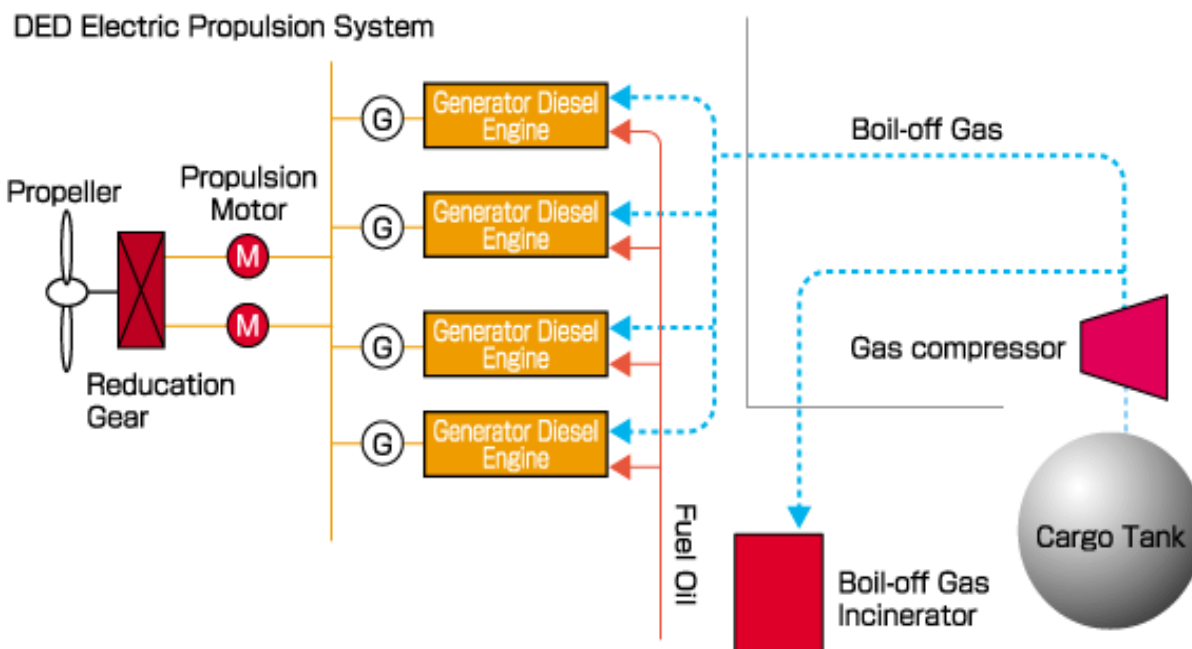 DED Electric Propulsion System
Propeller
Propulsion
Motor
M
M
Reducation
Gear
G
Generator Diesel
Engine
G
Generator Diesel
Engine
G
Generator Diesel
Engine
G
Generator Diesel
Engine
Fuel Oil
Boil-off Gas
Gas compressor
Cargo Tank
Boil-off Gas
Incinerator